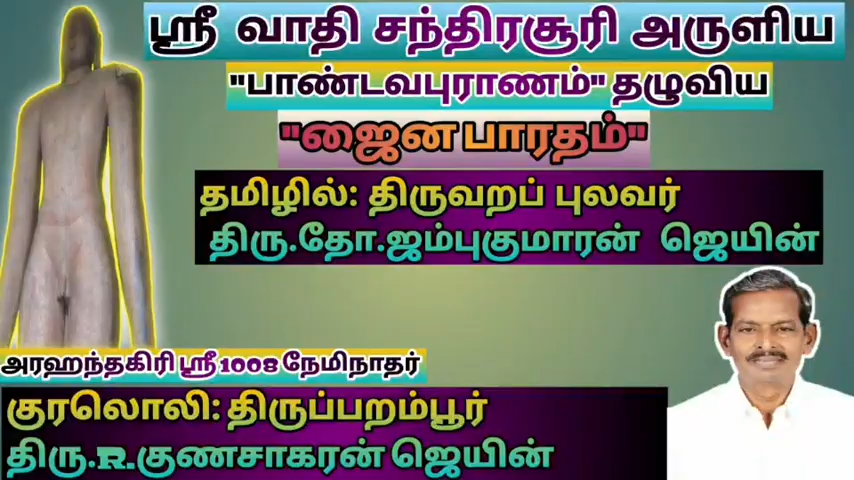 ஸ்ரீ வாதி சந்திரசூரி அருளிய
"பாண்டவபுராணம்" தழுவிய
"ஜைன பாரதம்"
தமிழில்: திருவறப் புலவர்
திரு.தோ.ஜம்புகுமாரன் ஜெயின்
அரஹந்தகிரி ஸ்ரீ 1008 நேமிநாதர்
குரலொலி: திருப்பறம்பூர்
திரு.R.குணசாகரன் ஜெயின்